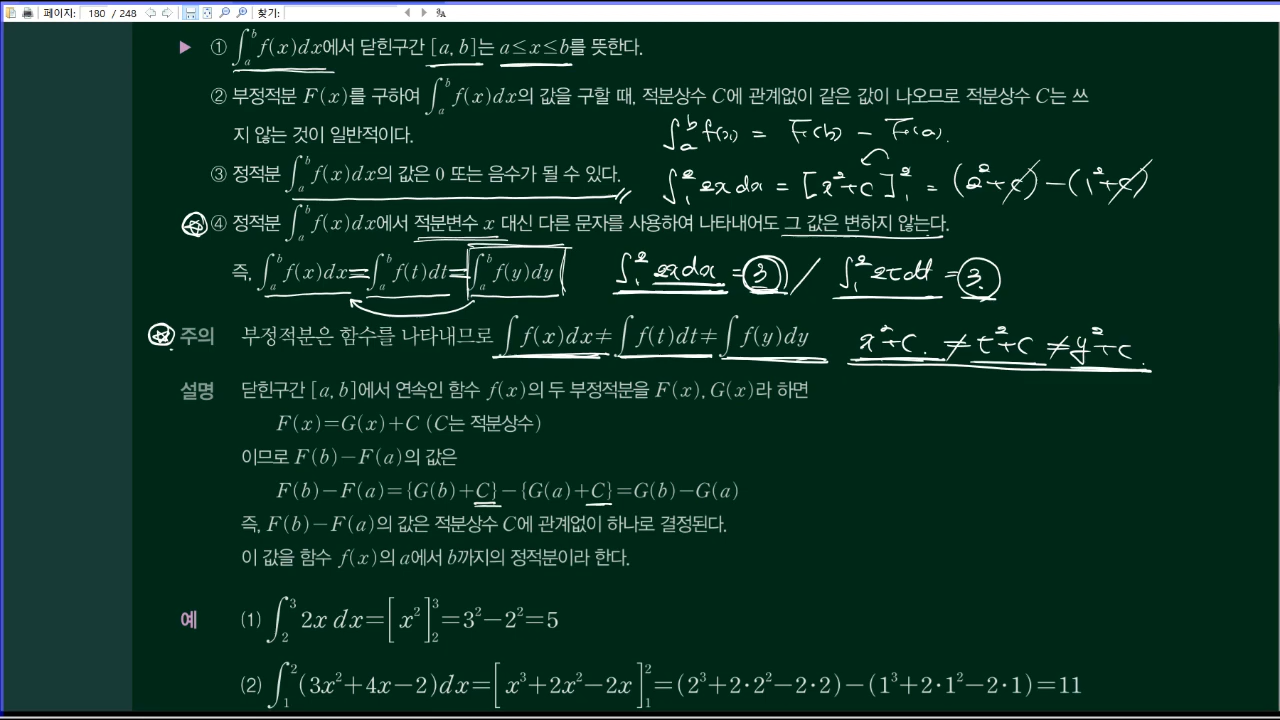 페이지: 180 / 248 찾기:
▶ ① ∫_a^b f(x)dx에서 닫힌구간 [a, b]는 a≤x≤b를 뜻한다.
② 부정적분 F(x)를 구하여 ∫_a^b f(x)dx의 값을 구할 때, 적분상수 C에 관계없이 같은 값이 나오므로 적분상수 C는 쓰
지 않는 것이 일반적이다.
∫_a^b f(x) = F(b) - F(a).
③ 정적분 ∫_a^b f(x)dx의 값은 0 또는 음수가 될 수 있다.
∫_1^2 2x dx = [x²+C]_1^2 = (2²+C) - (1²+C)
④ 정적분 ∫_a^b f(x)dx에서 적분변수 x 대신 다른 문자를 사용하여 나타내어도 그 값은 변하지 않는다.
즉, ∫_a^b f(x)dx=∫_a^b f(t)dt=∫_a^b f(y)dy
∫_1^2 2x dx = 3 / ∫_1^2 2t dt = 3.
주의 부정적분은 함수를 나타내므로 ∫f(x)dx≠∫f(t)dt≠∫f(y)dy
x²+C. ≠ t²+C ≠ y²+C.
설명 닫힌구간 [a, b]에서 연속인 함수 f(x)의 두 부정적분을 F(x), G(x)라 하면
F(x)=G(x)+C (C는 적분상수)
이므로 F(b)-F(a)의 값은
F(b)-F(a)={G(b)+C}-{G(a)+C}=G(b)-G(a)
즉, F(b)-F(a)의 값은 적분상수 C에 관계없이 하나로 결정된다.
이 값을 함수 f(x)의 a에서 b까지의 정적분이라 한다.
예 (1) ∫_2^3 2x dx=[x²]_2^3=3²-2²=5
(2) ∫_1^2 (3x²+4x-2)dx=[x³+2x²-2x]_1^2=(2³+2·2²-2·2)-(1³+2·1²-2·1)=11